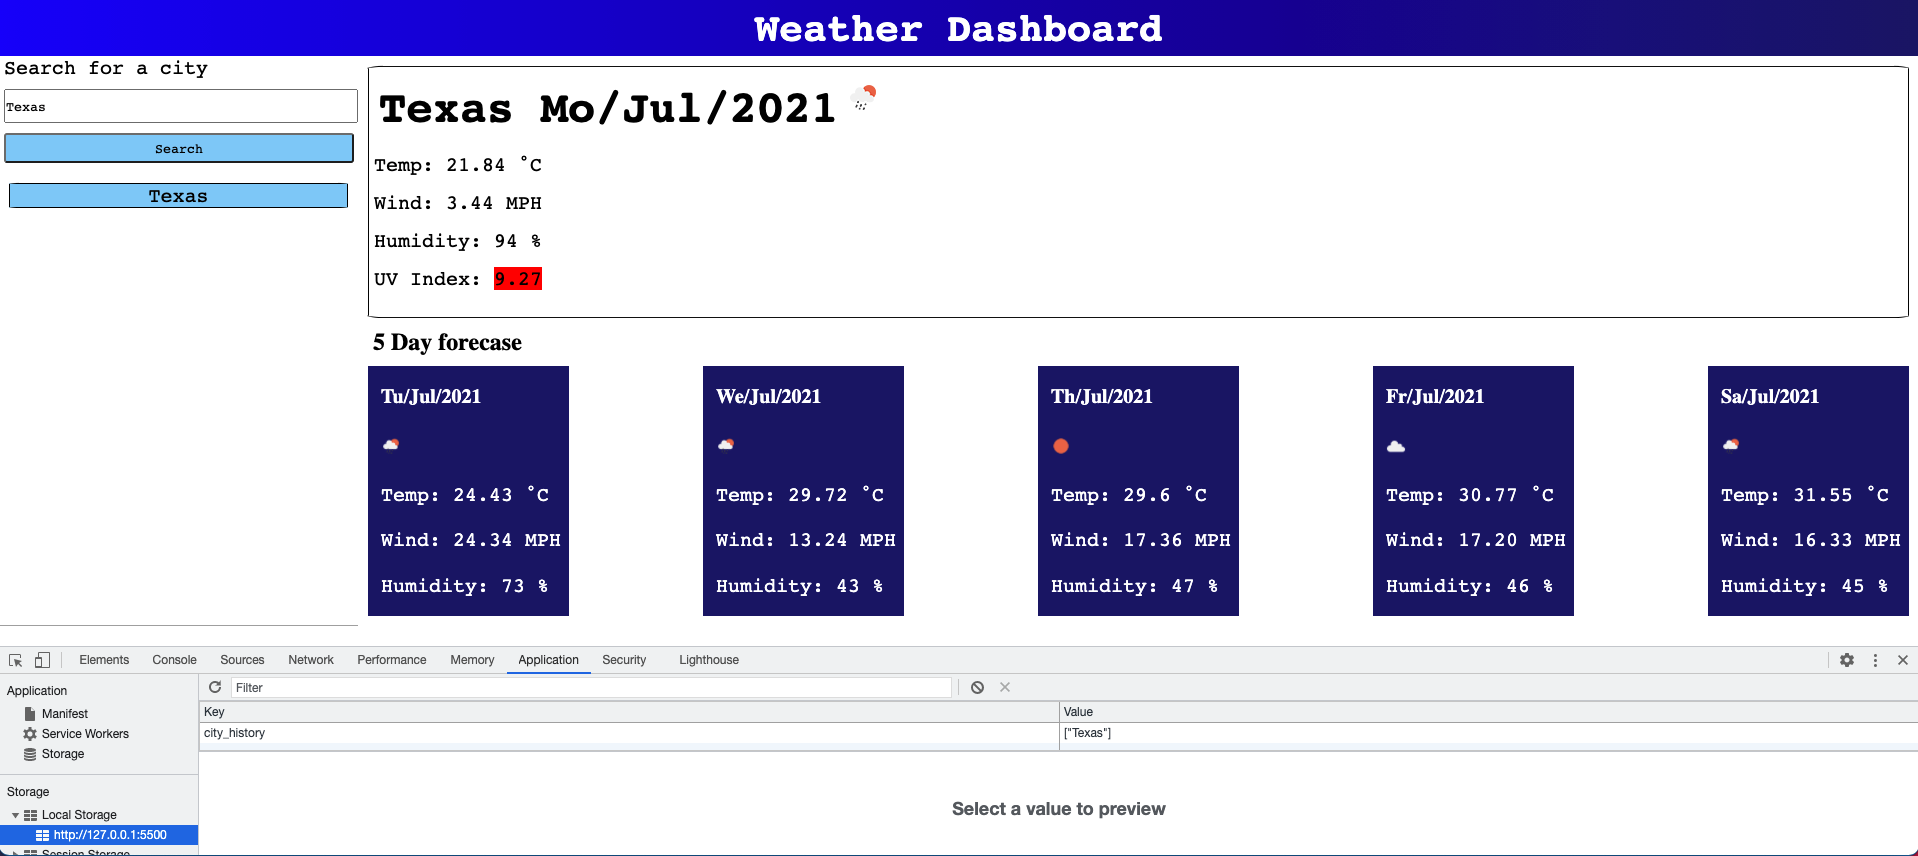 Weather Dashboard
Search for a city
Texas
Search
Texas
Texas Mo/Jul/2021
Temp: 21.84 °C
Wind: 3.44 MPH
Humidity: 94 %
UV Index: 9.27
5 Day forecase
Tu/Jul/2021
Temp: 24.43 °C
Wind: 24.34 MPH
Humidity: 73 %
We/Jul/2021
Temp: 29.72 °C
Wind: 13.24 MPH
Humidity: 43 %
Th/Jul/2021
Temp: 29.6 °C
Wind: 17.36 MPH
Humidity: 47 %
Fr/Jul/2021
Temp: 30.77 °C
Wind: 17.20 MPH
Humidity: 46 %
Sa/Jul/2021
Temp: 31.55 °C
Wind: 16.33 MPH
Humidity: 45 %
Elements Console Sources Network Performance Memory Application Security Lighthouse
Application
Manifest
Service Workers
Storage
Storage
Local Storage
http://127.0.0.1:5500
Session Storage
Filter
Key Value
city_history ["Texas"]
Select a value to preview